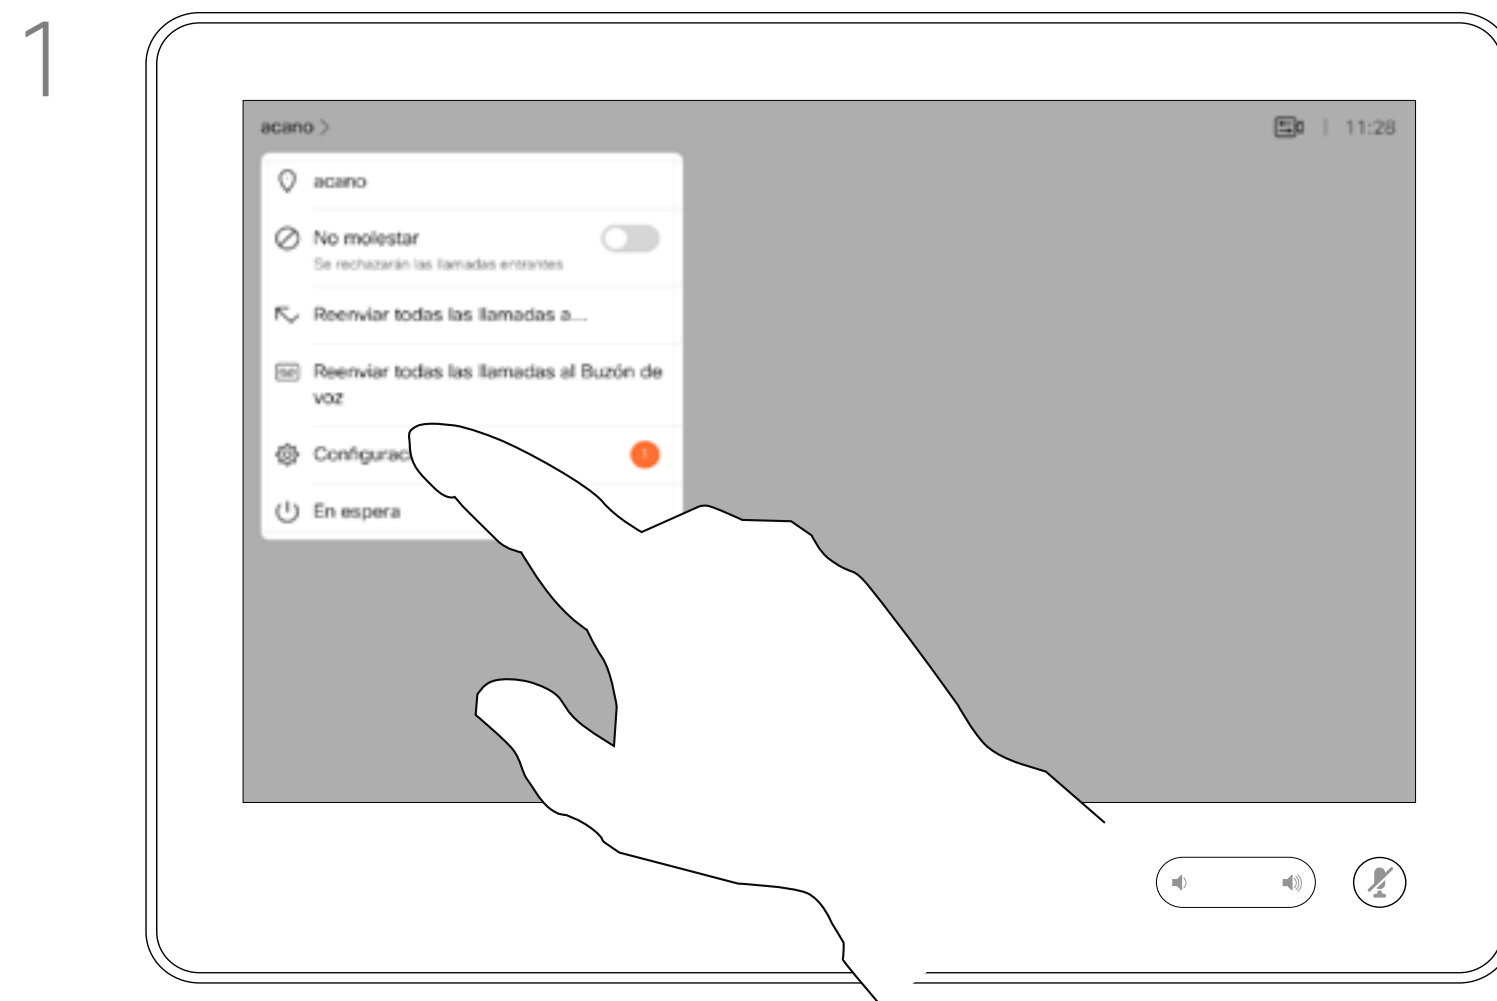 1
acano >
11:28
acano
No molestar
Se rechazarán las llamadas entrantes
Reenviar todas las llamadas a...
Reenviar todas las llamadas al Buzón de
voz
Configurac
1
En espera